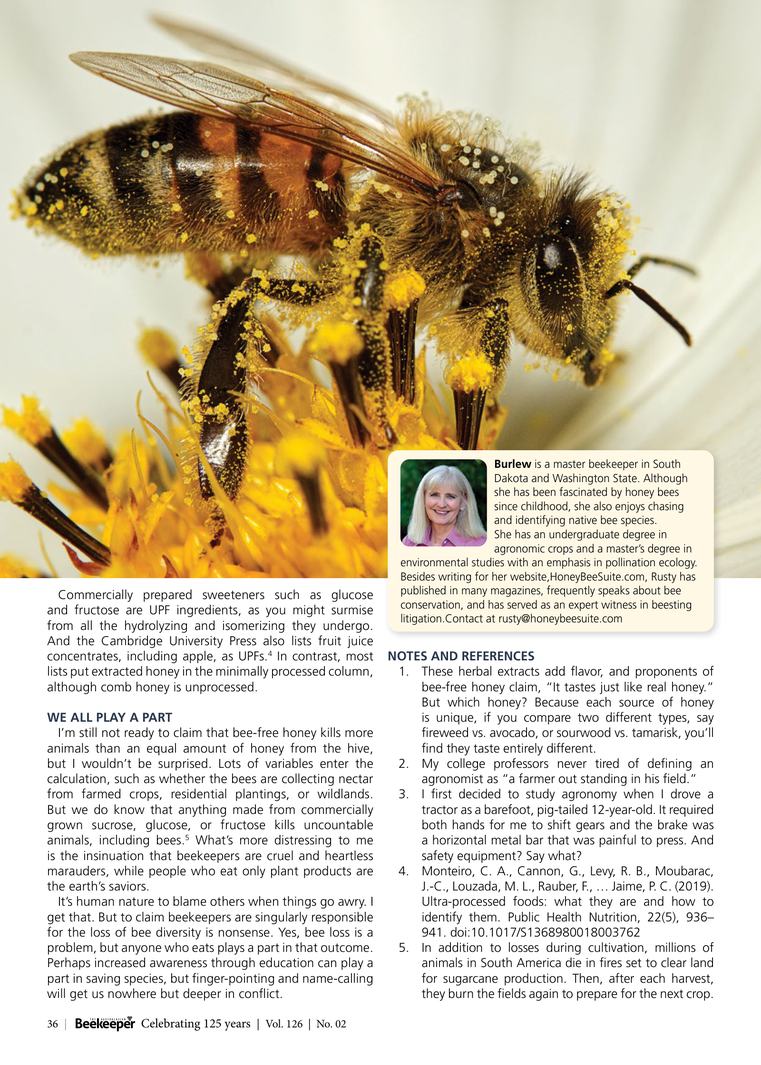 Burlew is a master beekeeper in South
Dakota and Washington State. Although
she has been fascinated by honey bees
since childhood, she also enjoys chasing
and identifying native bee species.
She has an undergraduate degree in
agronomic crops and a master’s degree in
environmental studies with an emphasis in pollination ecology.
Besides writing for her website,HoneyBeeSuite.com, Rusty has
published in many magazines, frequently speaks about bee
conservation, and has served as an expert witness in beesting
litigation.Contact at rusty@honeybeesuite.com
Commercially prepared sweeteners such as glucose
and fructose are UPF ingredients, as you might surmise
from all the hydrolyzing and isomerizing they undergo.
And the Cambridge University Press also lists fruit juice
concentrates, including apple, as UPFs.4 In contrast, most
lists put extracted honey in the minimally processed column,
although comb honey is unprocessed.
WE ALL PLAY A PART
I’m still not ready to claim that bee-free honey kills more
animals than an equal amount of honey from the hive,
but I wouldn’t be surprised. Lots of variables enter the
calculation, such as whether the bees are collecting nectar
from farmed crops, residential plantings, or wildlands.
But we do know that anything made from commercially
grown sucrose, glucose, or fructose kills uncountable
animals, including bees.5 What’s more distressing to me
is the insinuation that beekeepers are cruel and heartless
marauders, while people who eat only plant products are
the earth’s saviors.
It’s human nature to blame others when things go awry. I
get that. But to claim beekeepers are singularly responsible
for the loss of bee diversity is nonsense. Yes, bee loss is a
problem, but anyone who eats plays a part in that outcome.
Perhaps increased awareness through education can play a
part in saving species, but finger-pointing and name-calling
will get us nowhere but deeper in conflict.
NOTES AND REFERENCES
1. These herbal extracts add flavor, and proponents of
bee-free honey claim, “It tastes just like real honey.”
But which honey? Because each source of honey
is unique, if you compare two different types, say
fireweed vs. avocado, or sourwood vs. tamarisk, you’ll
find they taste entirely different.
2. My college professors never tired of defining an
agronomist as “a farmer out standing in his field.”
3. I first decided to study agronomy when I drove a
tractor as a barefoot, pig-tailed 12-year-old. It required
both hands for me to shift gears and the brake was
a horizontal metal bar that was painful to press. And
safety equipment? Say what?
4. Monteiro, C. A., Cannon, G., Levy, R. B., Moubarac,
J.-C., Louzada, M. L., Rauber, F., … Jaime, P. C. (2019).
Ultra-processed foods: what they are and how to
identify them. Public Health Nutrition, 22(5), 936–
941. doi:10.1017/S1368980018003762
5. In addition to losses during cultivation, millions of
animals in South America die in fires set to clear land
for sugarcane production. Then, after each harvest,
they burn the fields again to prepare for the next crop.
36 | Beekeeper Celebrating 125 years | Vol. 126 | No. 02